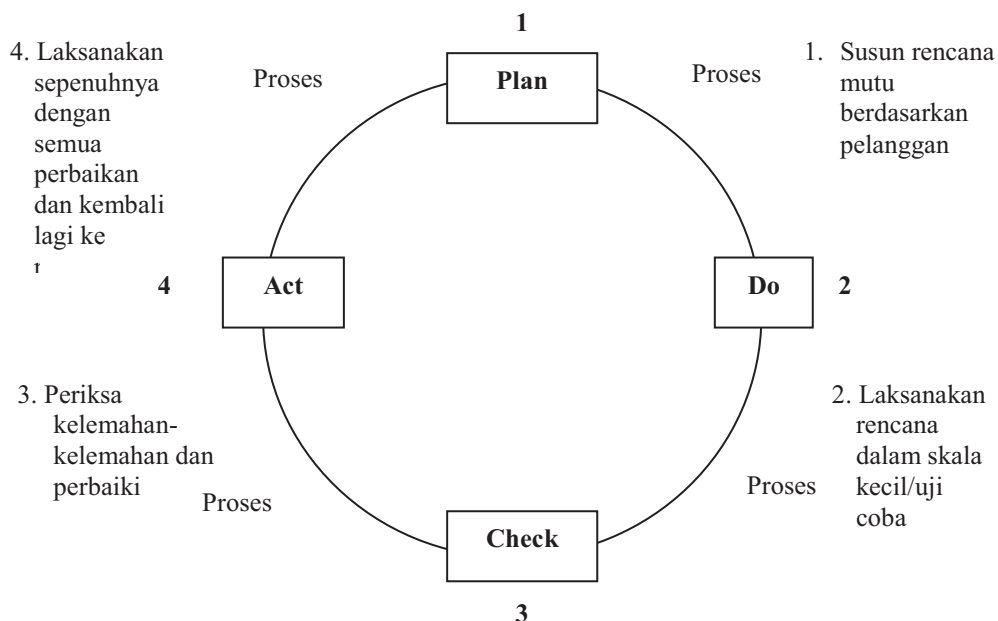 1
Plan
Proses
1. Susun rencana
mutu
berdasarkan
pelanggan
Do
2
2. Laksanakan
rencana
dalam skala
kecil/uji
coba
Proses
Check
3
3. Periksa
kelemahan-
kelemahan dan
perbaiki
Proses
Act
4
4. Laksanakan
sepenuhnya
dengan
semua
perbaikan
dan kembali
lagi ke
Proses